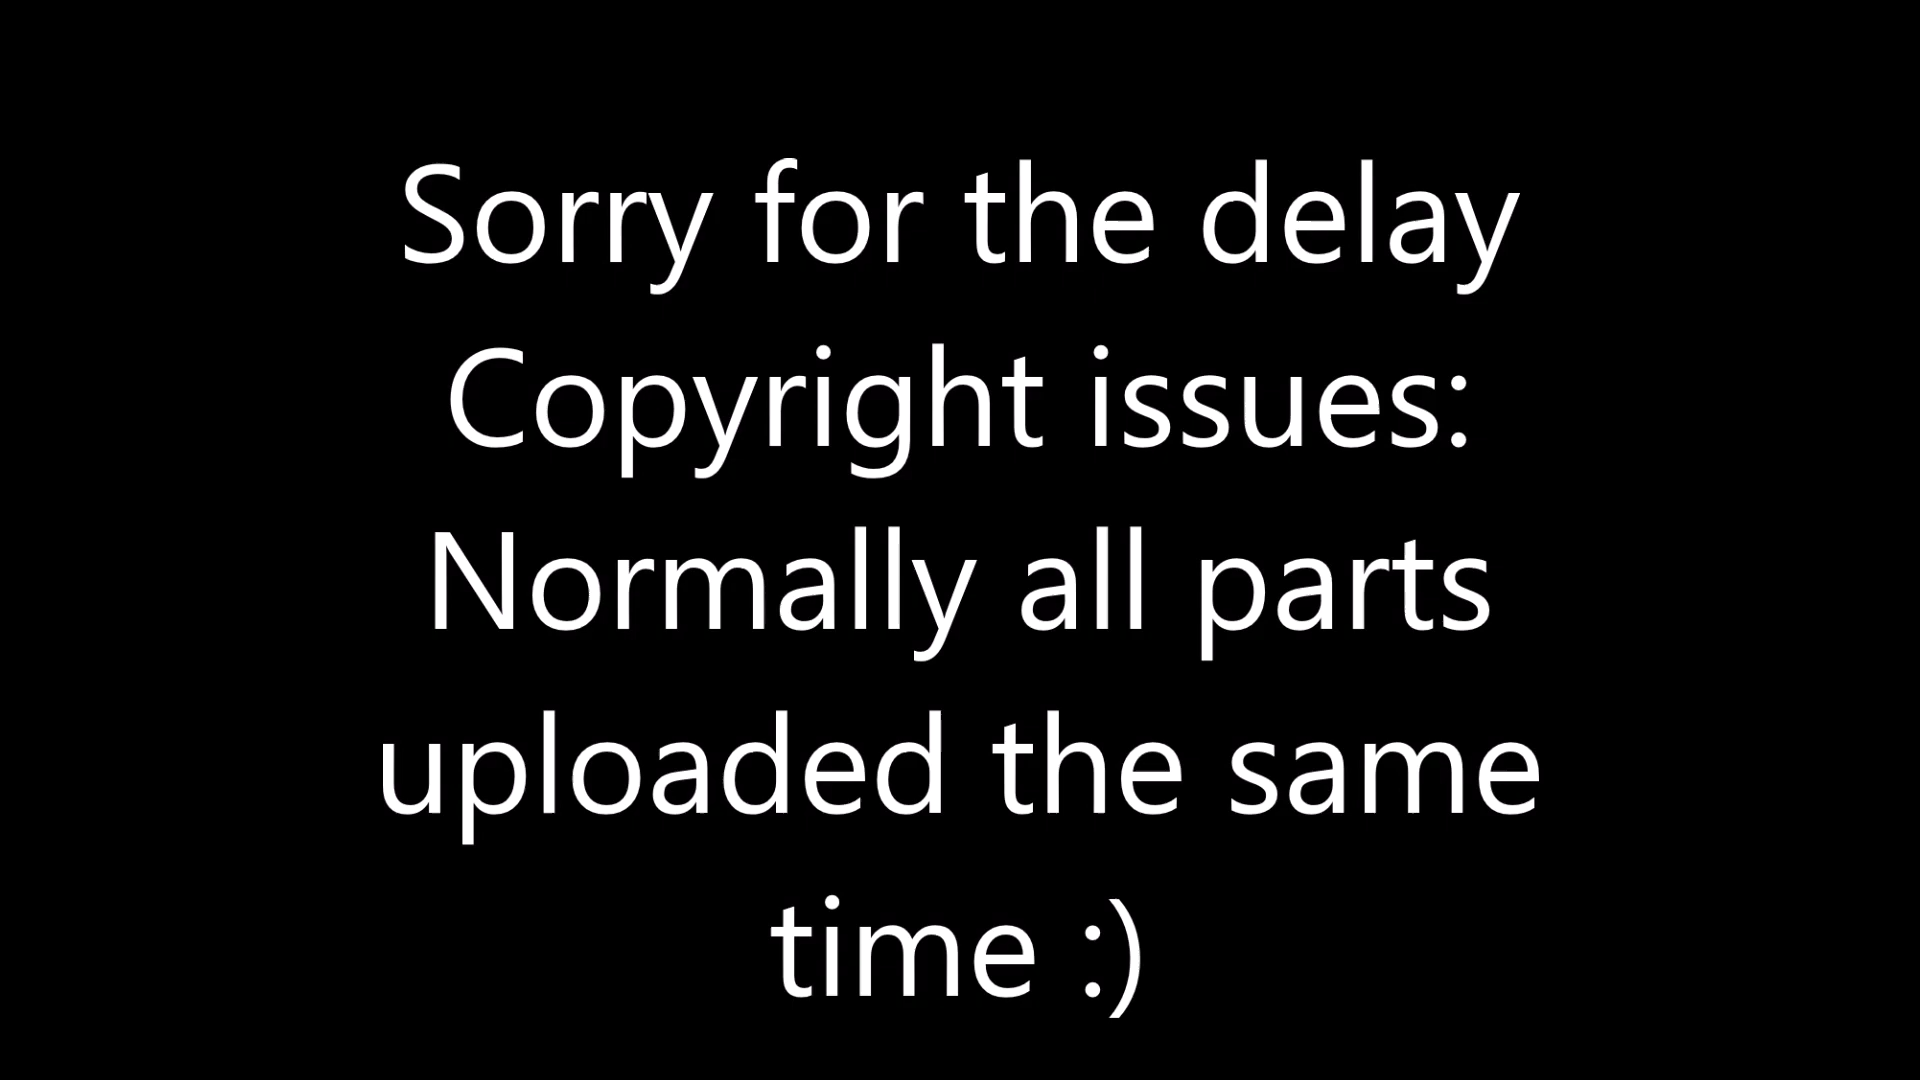 Sorry for the delay
Copyright issues:
Normally all parts
uploaded the same
time :)